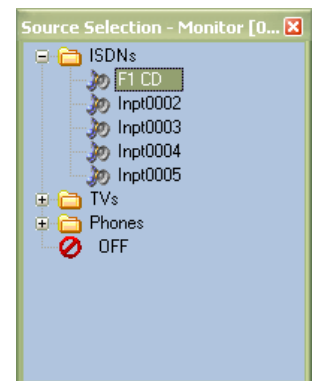 Source Selection - Monitor [0...
ISDNs
F1 CD
Inpt0002
Inpt0003
Inpt0004
Inpt0005
TVs
Phones
OFF